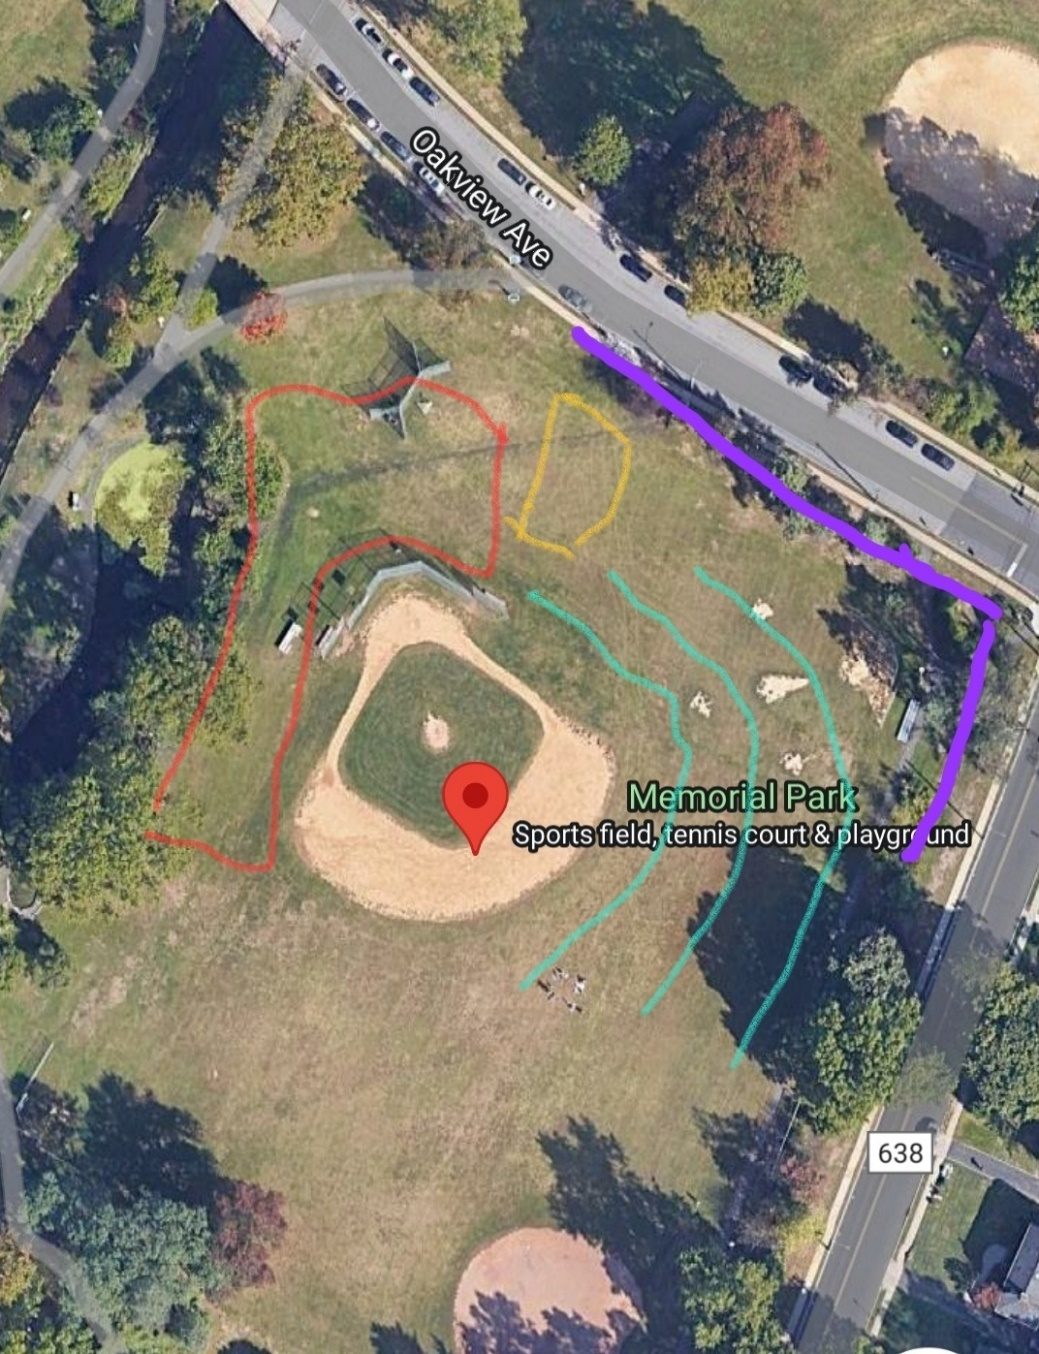 Oakview Ave
Memorial Park
Sports field, tennis court & playground
638